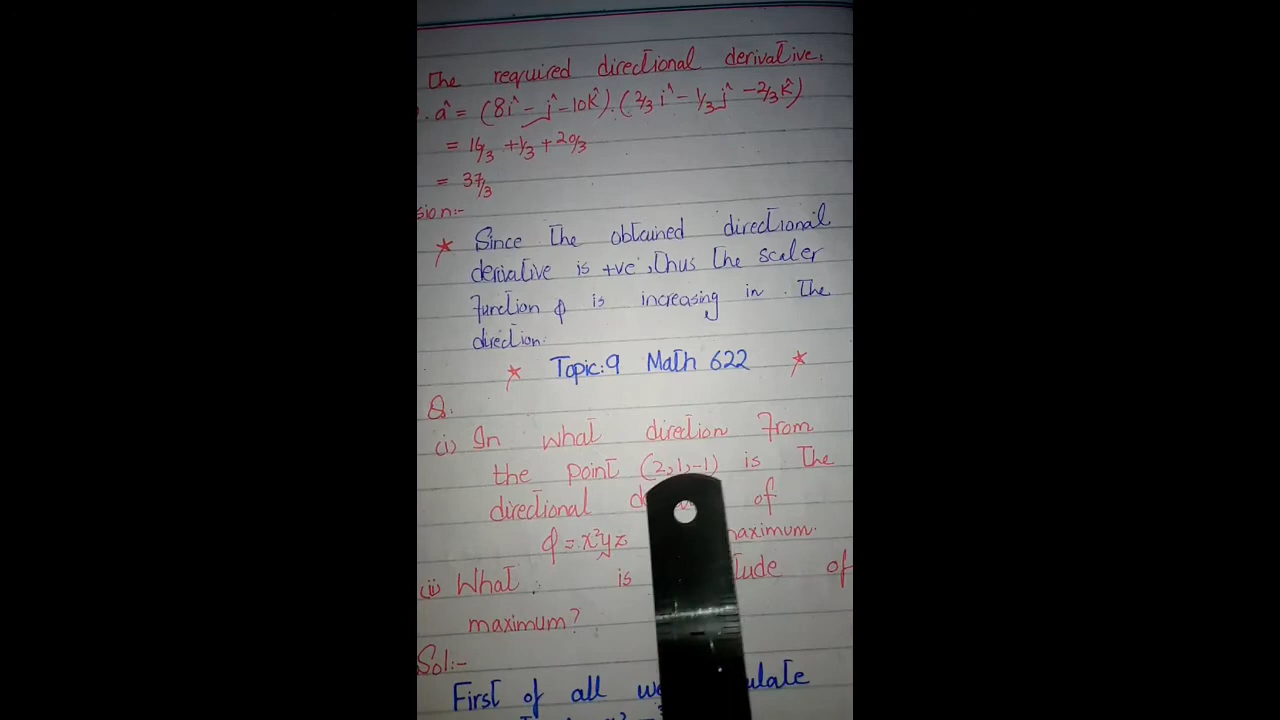 The required directional derivative.
. â = (8î - ĵ - 10k̂).(2/3 î - 1/3 ĵ - 2/3 k̂)
= 16/3 + 1/3 + 20/3
= 37/3
sion:-
* Since The obtained directional
derivative is +ve, Thus The scaler
function φ is increasing in The
direction.
* Topic:9 Math 622 *
Q.
(i) In what direction from
the point (2,1,-1) is The
directional of
φ = x²yz maximum.
(ii) What is of
maximum?
Sol:-
First of all